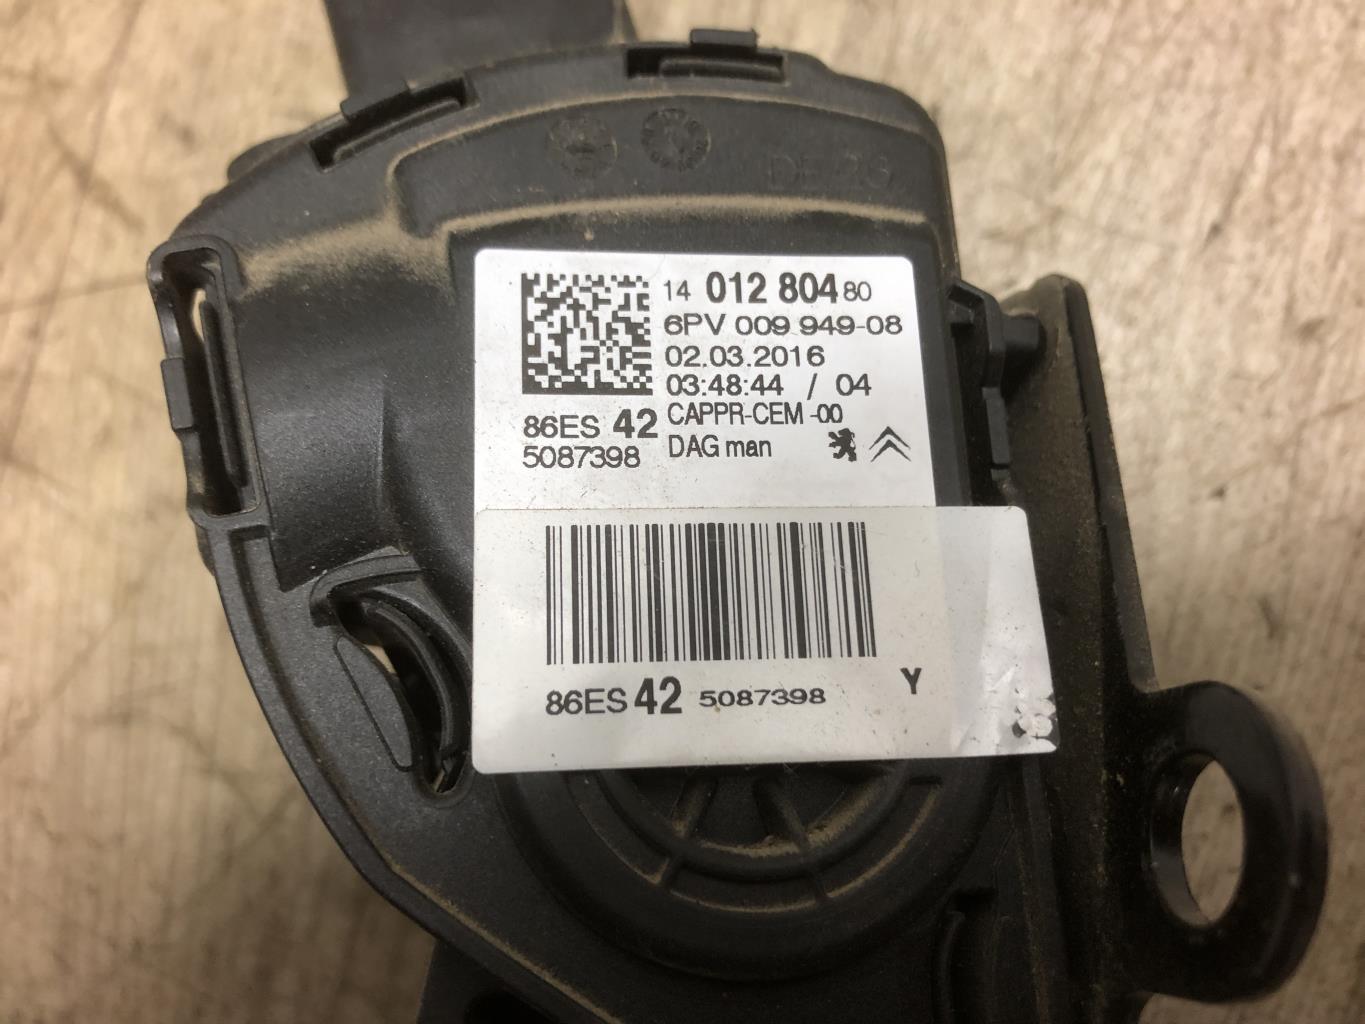 14 012 804 80
6PV 009 949-08
02.03.2016
03:48:44 / 04
CAPPR-CEM -00
86ES 42
DAG man
5087398
86ES 42 5087398 Y